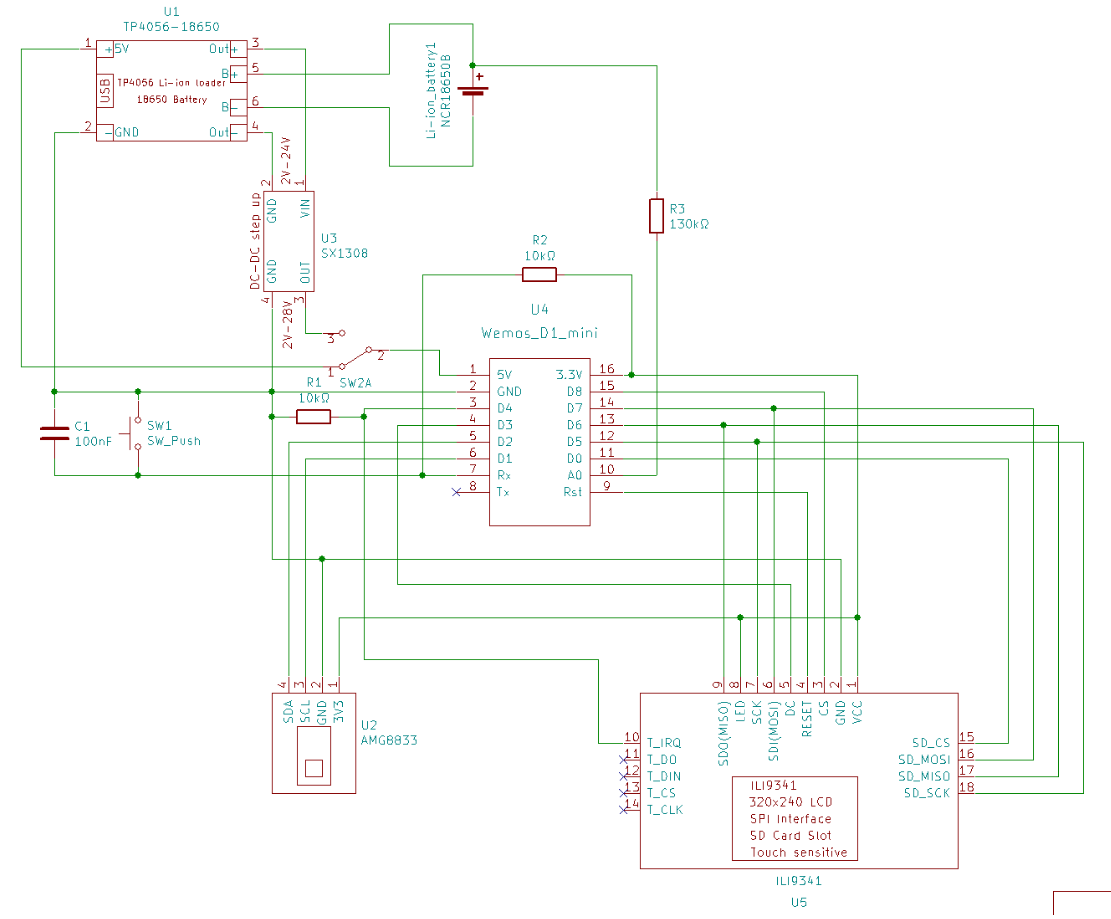 U1
TP4056-18650
1 +5V Out+ 3
B+ 5
USB
TP4056 Li-ion loader
18650 Battery
B- 6
2 -GND Out- 4
Li-ion_battery1
NCR18650B
+
2V-24V
2 1
GND VIN
DC-DC step up
U3
SX1308
GND OUT
4 3
2V-28V
3
2
1
SW2A
R3
130kΩ
R2
10kΩ
U4
Wemos_D1_mini
1 5V 3.3V 16
2 GND D8 15
3 D4 D7 14
4 D3 D6 13
5 D2 D5 12
6 D1 D0 11
7 Rx A0 10
8 Tx Rst 9
R1
10kΩ
C1
100nF
SW1
SW_Push
4 3 2 1
SDA SCL GND 3V3
U2
AMG8833
9 8 7 6 5 4 3 2 1
SDO(MISO) LED SCK SDI(MOSI) DC RESET CS GND VCC
10 T_IRQ SD_CS 15
11 T_DO SD_MOSI 16
12 T_DIN SD_MISO 17
13 T_CS SD_SCK 18
14 T_CLK
ILI9341
320x240 LCD
SPI Interface
SD Card Slot
Touch sensitive
ILI9341
U5